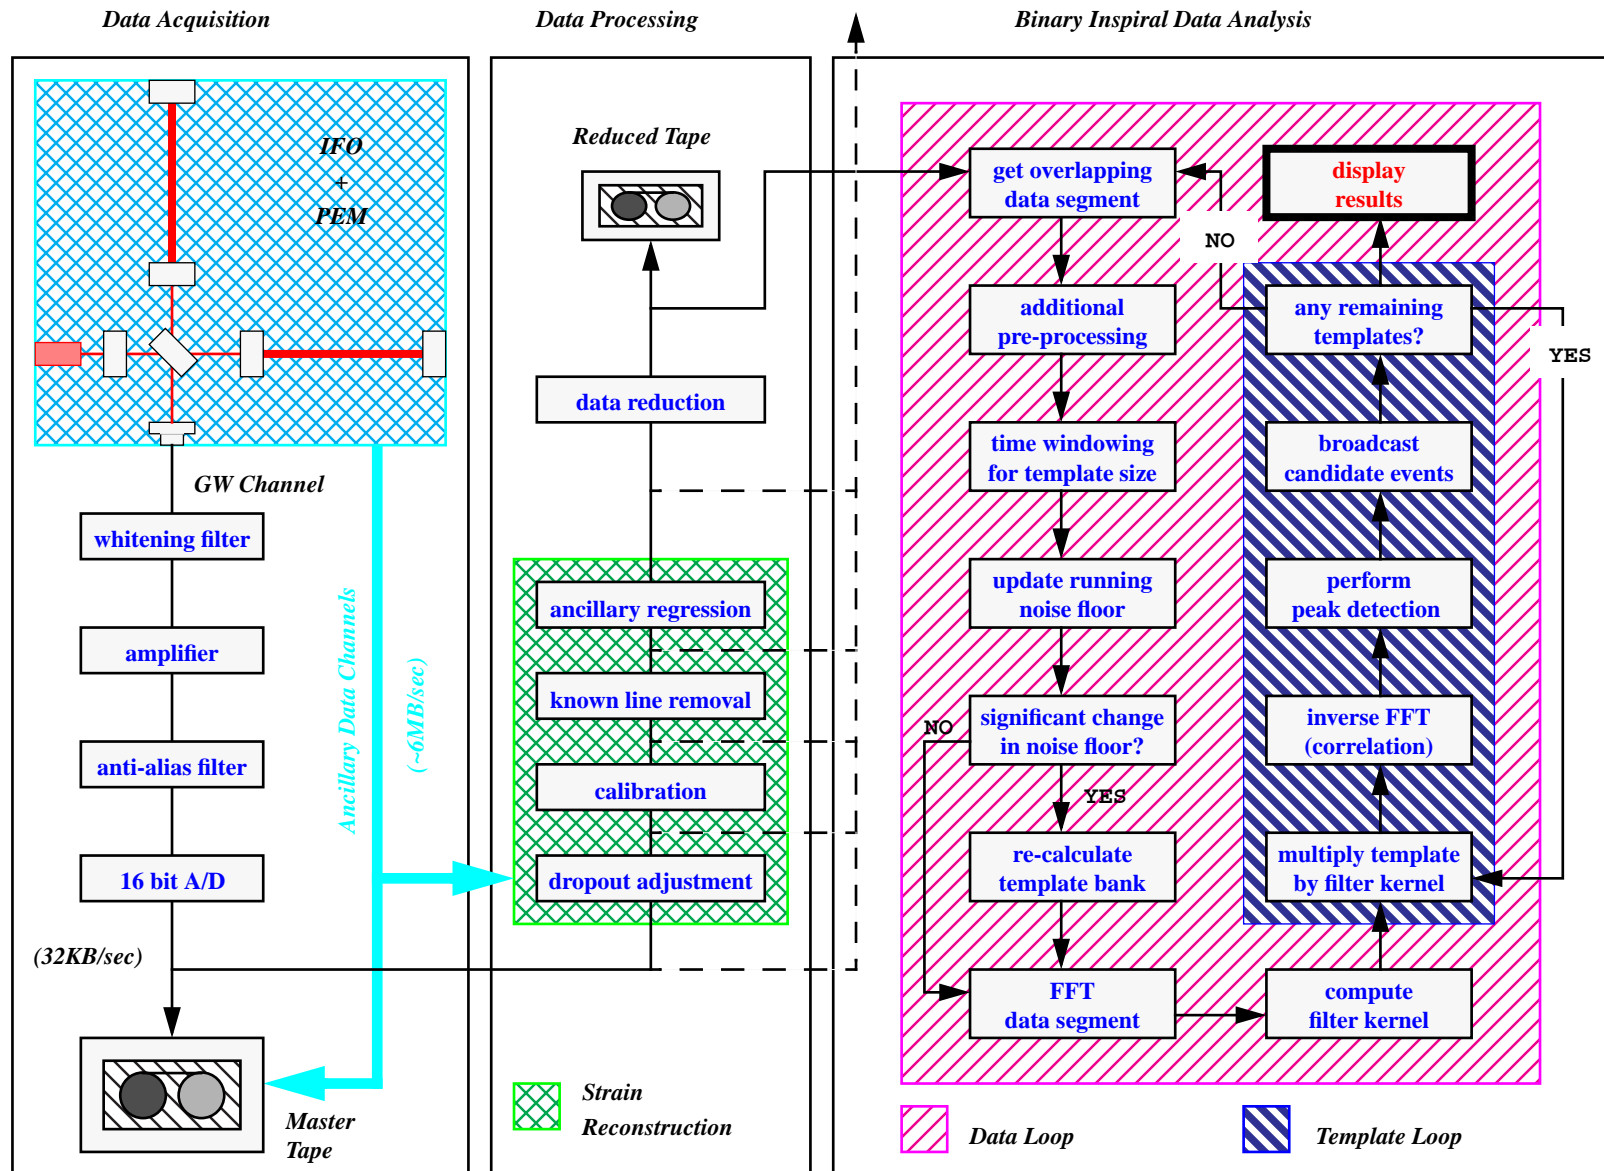 Data Acquisition
Data Processing
Binary Inspiral Data Analysis
IFO
+
PEM
GW Channel
whitening filter
amplifier
anti-alias filter
16 bit A/D
(32KB/sec)
Ancillary Data Channels
(~6MB/sec)
Master
Tape
Reduced Tape
data reduction
ancillary regression
known line removal
calibration
dropout adjustment
Strain
Reconstruction
get overlapping
data segment
additional
pre-processing
time windowing
for template size
update running
noise floor
significant change
in noise floor?
NO
YES
re-calculate
template bank
FFT
data segment
display
results
NO
any remaining
templates?
YES
broadcast
candidate events
perform
peak detection
inverse FFT
(correlation)
multiply template
by filter kernel
compute
filter kernel
Data Loop
Template Loop